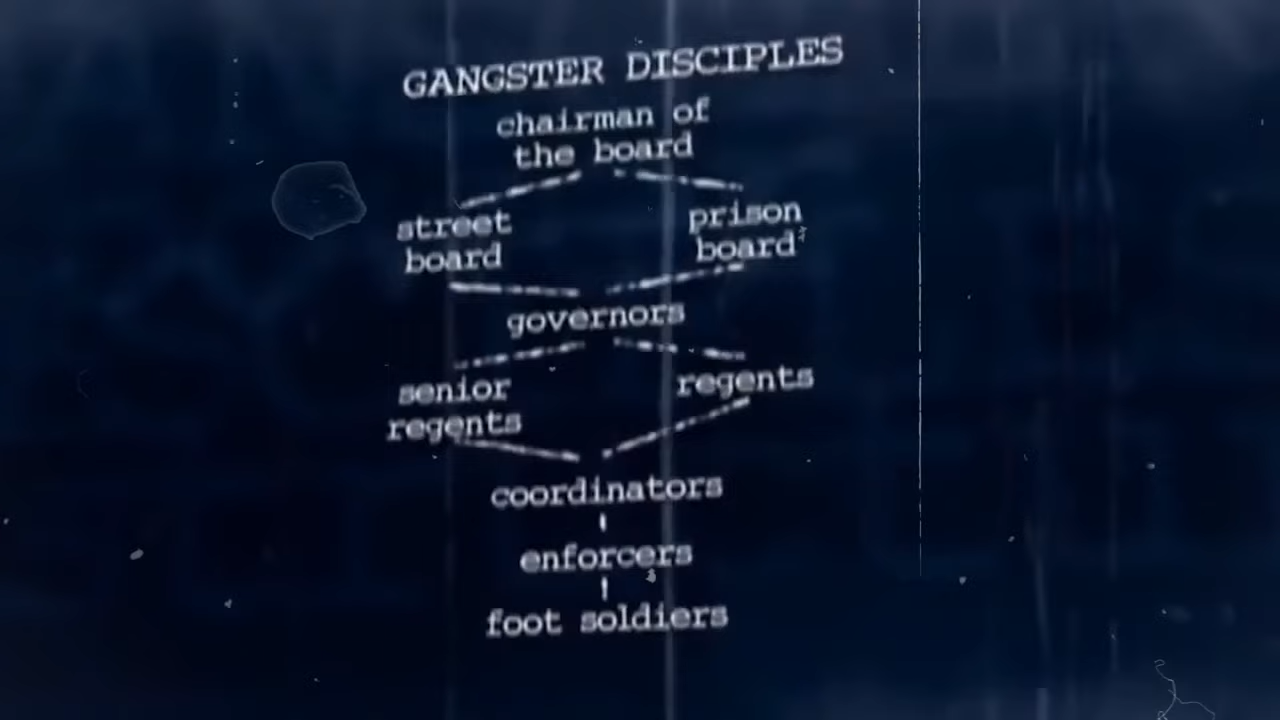 GANGSTER DISCIPLES
chairman of
the board
street
board
prison
board
governors
senior
regents
regents
coordinators
enforcers
foot soldiers